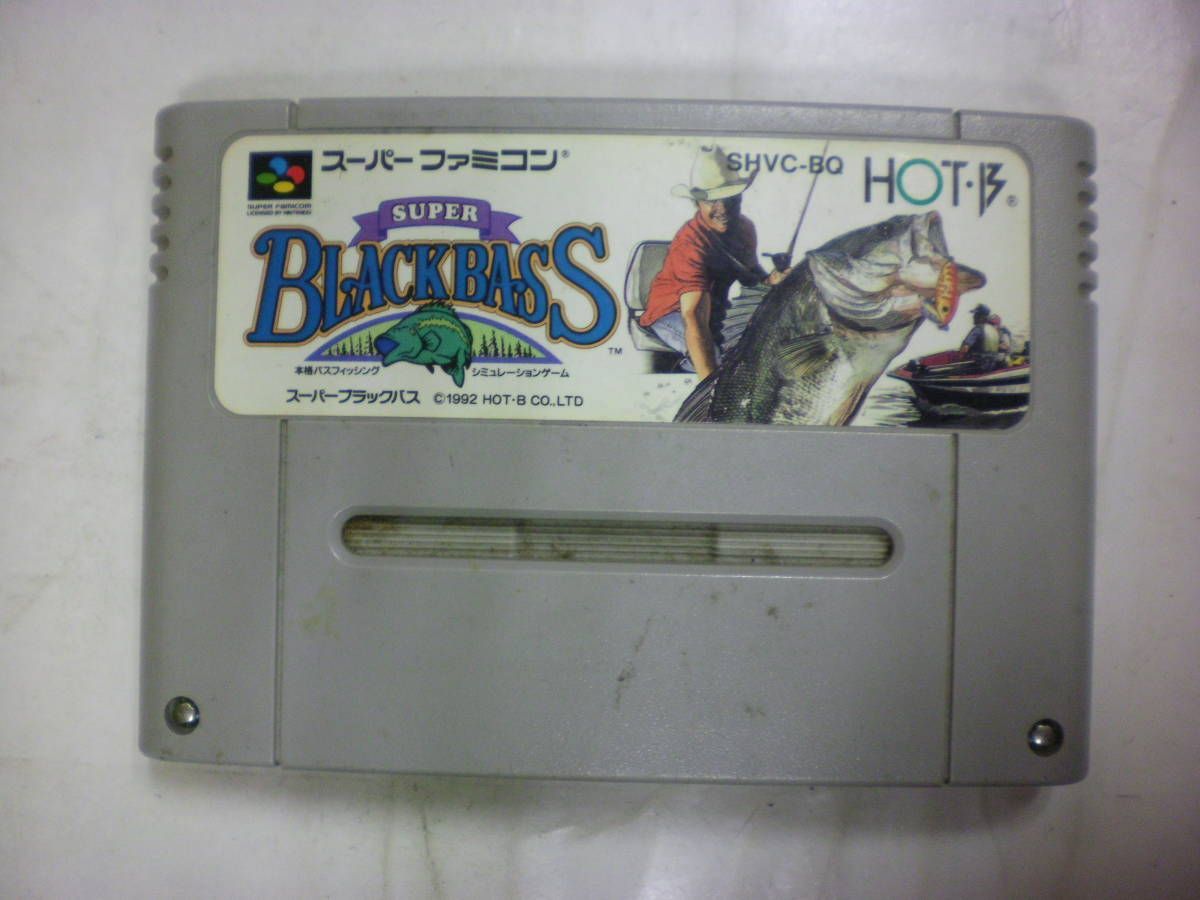 スーパーファミコン®
SHVC-BQ
HOT・B®
SUPER FAMICOM
LICENSED BY NINTENDO
SUPER
BLACKBASS™
本格バスフィッシング
シミュレーションゲーム
スーパーブラックバス ©1992 HOT・B CO.,LTD